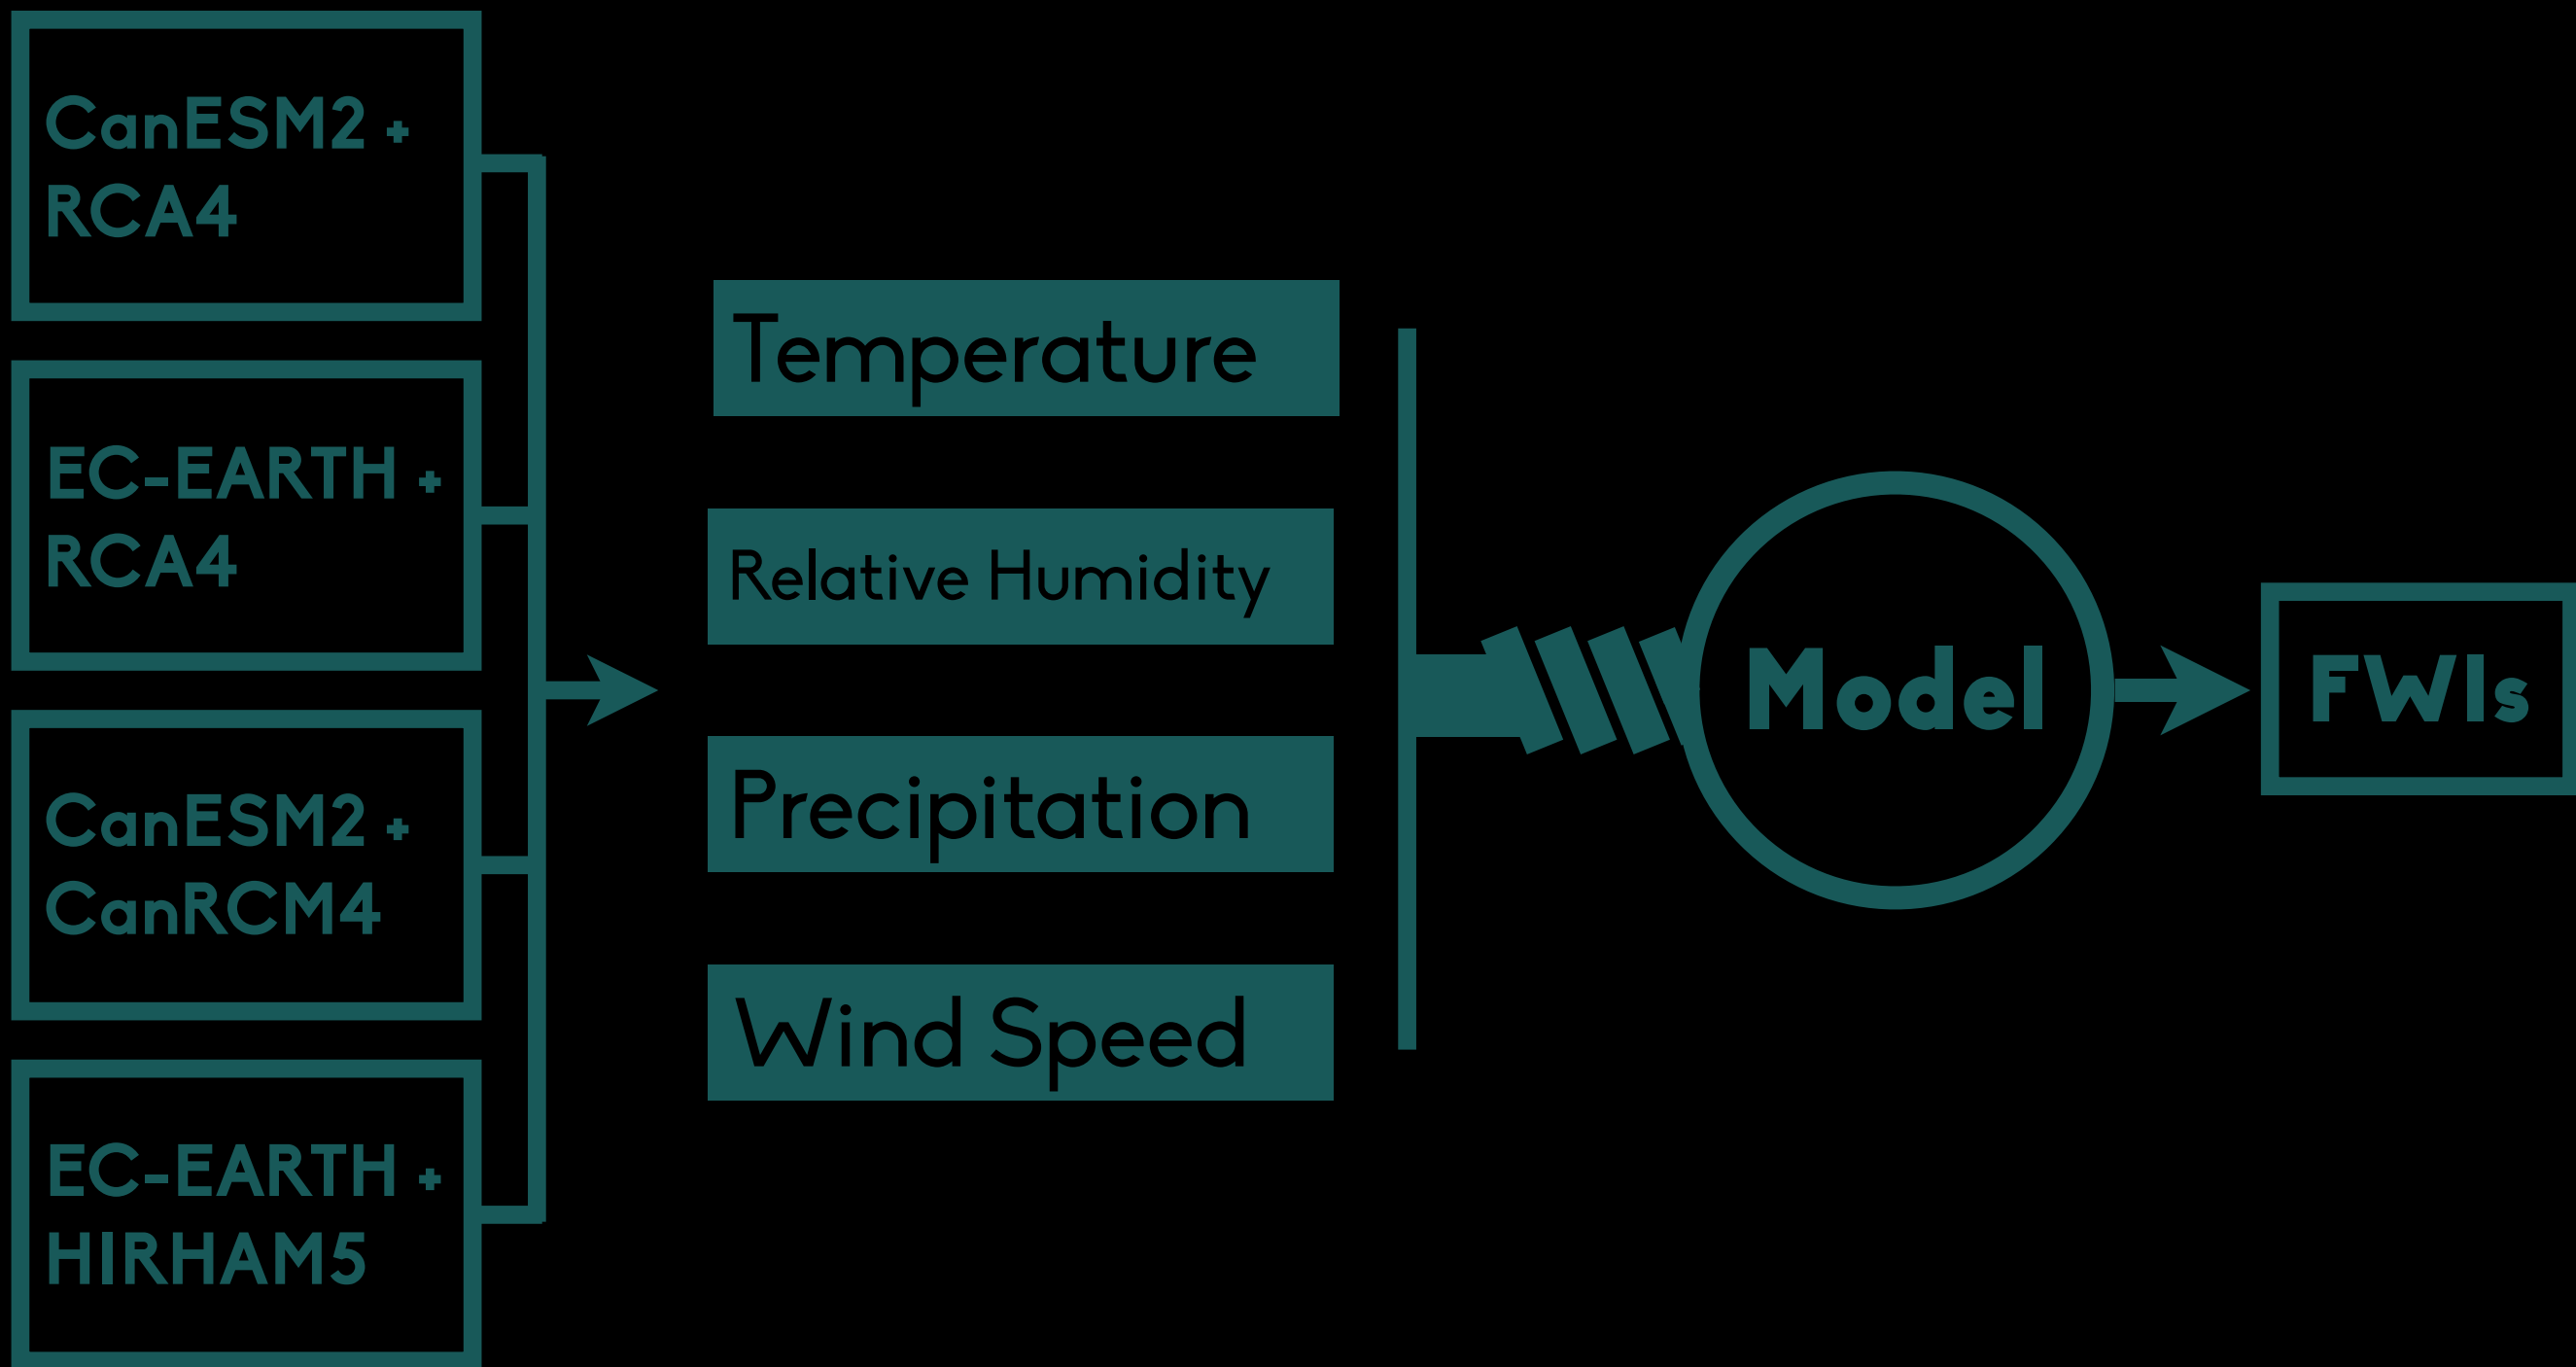 CanESM2 +
RCA4
EC-EARTH +
RCA4
CanESM2 +
CanRCM4
EC-EARTH +
HIRHAM5
Temperature
Relative Humidity
Precipitation
Wind Speed
Model
FWIs